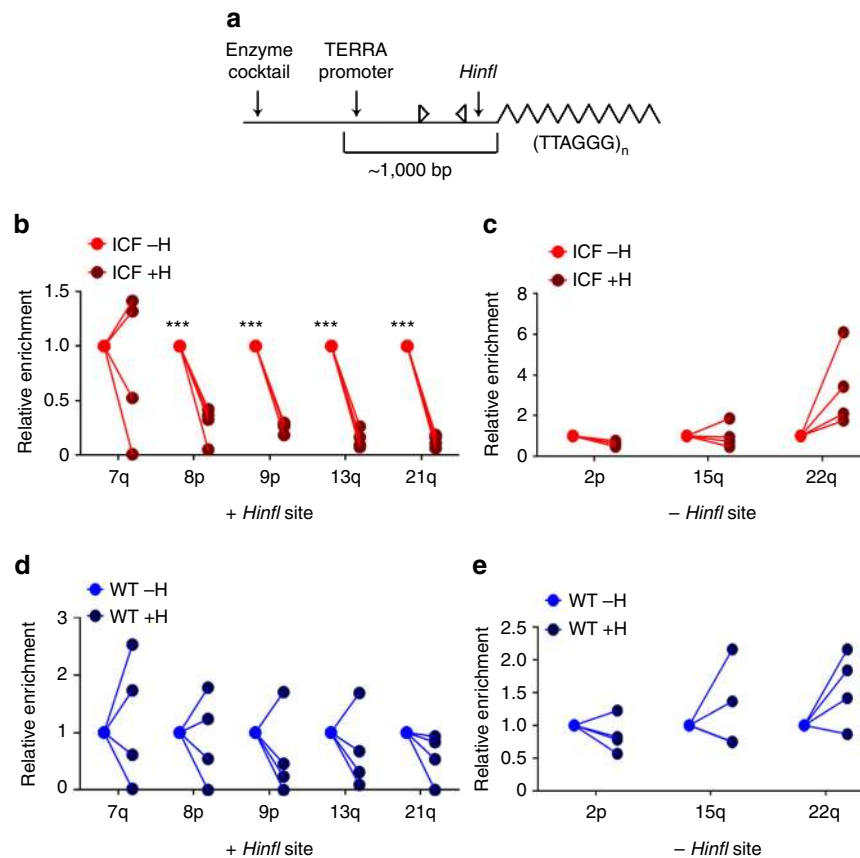 a
Enzyme cocktail
TERRA promoter
HinfI
(TTAGGG)n
~1,000 bp
b
ICF –H
ICF +H
Relative enrichment
1.5
1.0
0.5
0
*** *** *** ***
7q 8p 9p 13q 21q
+ HinfI site
c
ICF –H
ICF +H
Relative enrichment
8
6
4
2
0
2p 15q 22q
– HinfI site
d
WT –H
WT +H
Relative enrichment
3
2
1
0
7q 8p 9p 13q 21q
+ HinfI site
e
WT –H
WT +H
Relative enrichment
2.5
2.0
1.5
1.0
0.5
0
2p 15q 22q
– HinfI site